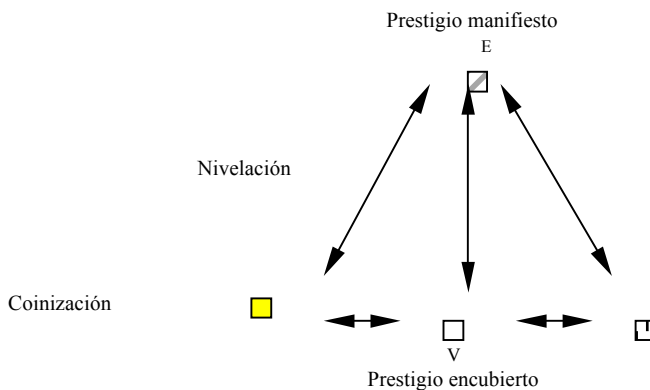 Prestigio manifiesto
E
Nivelación
Coinización
V
Prestigio encubierto